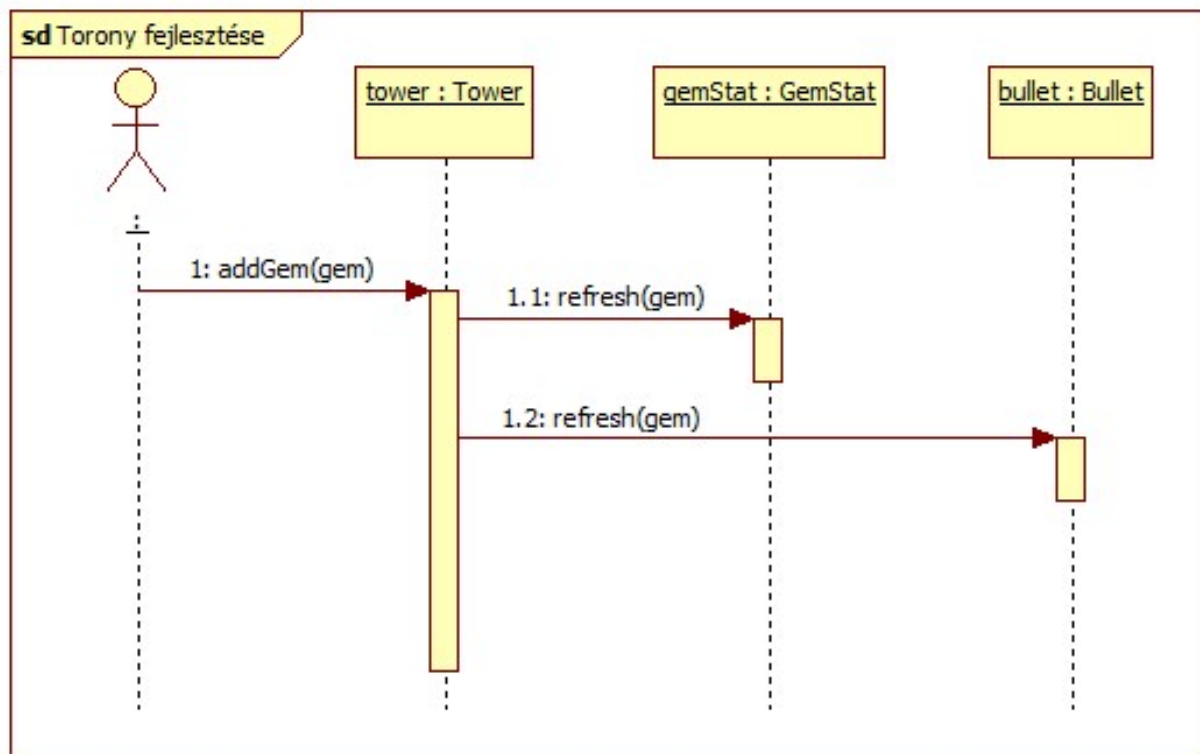 sd Torony fejlesztése
tower : Tower
gemStat : GemStat
bullet : Bullet
:
1: addGem(gem)
1.1: refresh(gem)
1.2: refresh(gem)